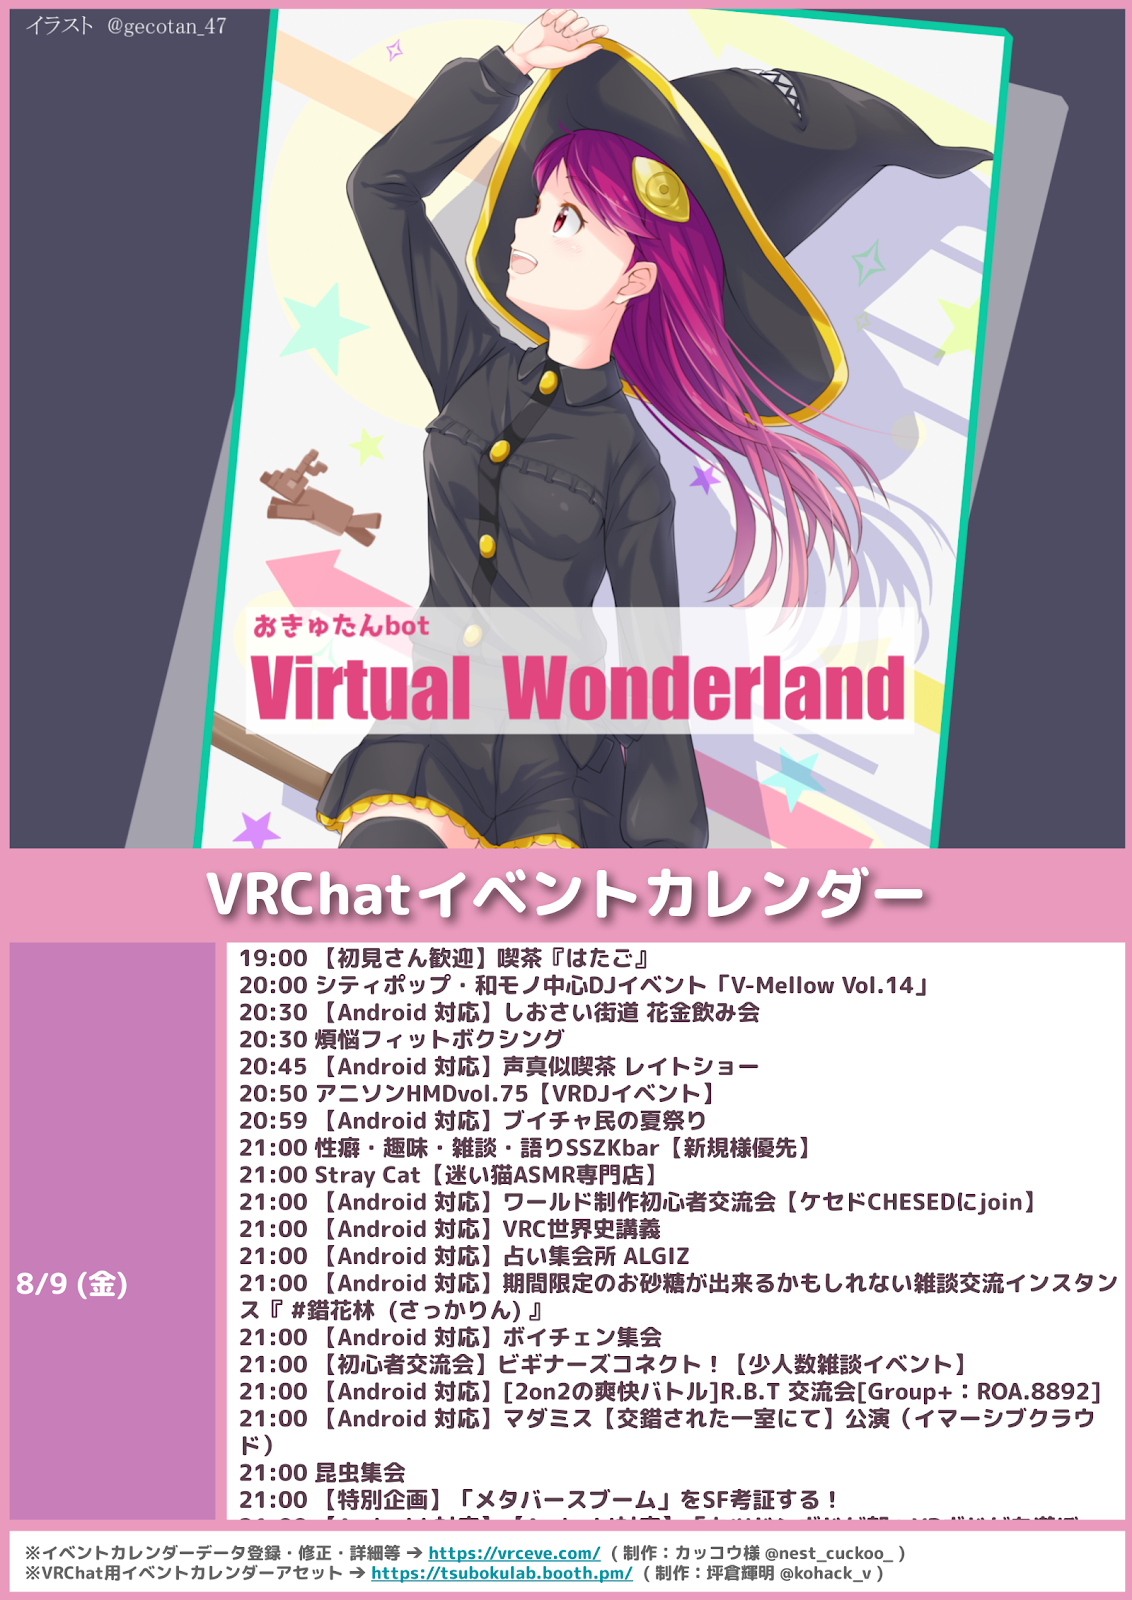 イラスト @gecotan_47
おきゅたんbot
Virtual Wonderland
VRChatイベントカレンダー
8/9 (金)
19:00 【初見さん歓迎】喫茶『はたご』
20:00 シティポップ・和モノ中心DJイベント「V-Mellow Vol.14」
20:30 【Android 対応】しおさい街道 花金飲み会
20:30 煩悩フィットボクシング
20:45 【Android 対応】声真似喫茶 レイトショー
20:50 アニソンHMDvol.75【VRDJイベント】
20:59 【Android 対応】ブイチャ民の夏祭り
21:00 性癖・趣味・雑談・語りSSZKbar【新規様優先】
21:00 Stray Cat【迷い猫ASMR専門店】
21:00 【Android 対応】ワールド制作初心者交流会【ケセドCHESEDにjoin】
21:00 【Android 対応】VRC世界史講義
21:00 【Android 対応】占い集会所 ALGIZ
21:00 【Android 対応】期間限定のお砂糖が出来るかもしれない雑談交流インスタン
ス『 #錯花林 (さっかりん) 』
21:00 【Android 対応】ボイチェン集会
21:00 【初心者交流会】ビギナーズコネクト！【少人数雑談イベント】
21:00 【Android 対応】[2on2の爽快バトル]R.B.T 交流会[Group+：ROA.8892]
21:00 【Android 対応】マダミス【交錯された一室にて】公演（イマーシブクラウ
ド）
21:00 昆虫集会
21:00 【特別企画】「メタバースブーム」をSF考証する！
※イベントカレンダーデータ登録・修正・詳細等 ➔ https://vrceve.com/ （制作：カッコウ様 @nest_cuckoo_ ）
※VRChat用イベントカレンダーアセット ➔ https://tsubokulab.booth.pm/ （制作：坪倉輝明 @kohack_v ）